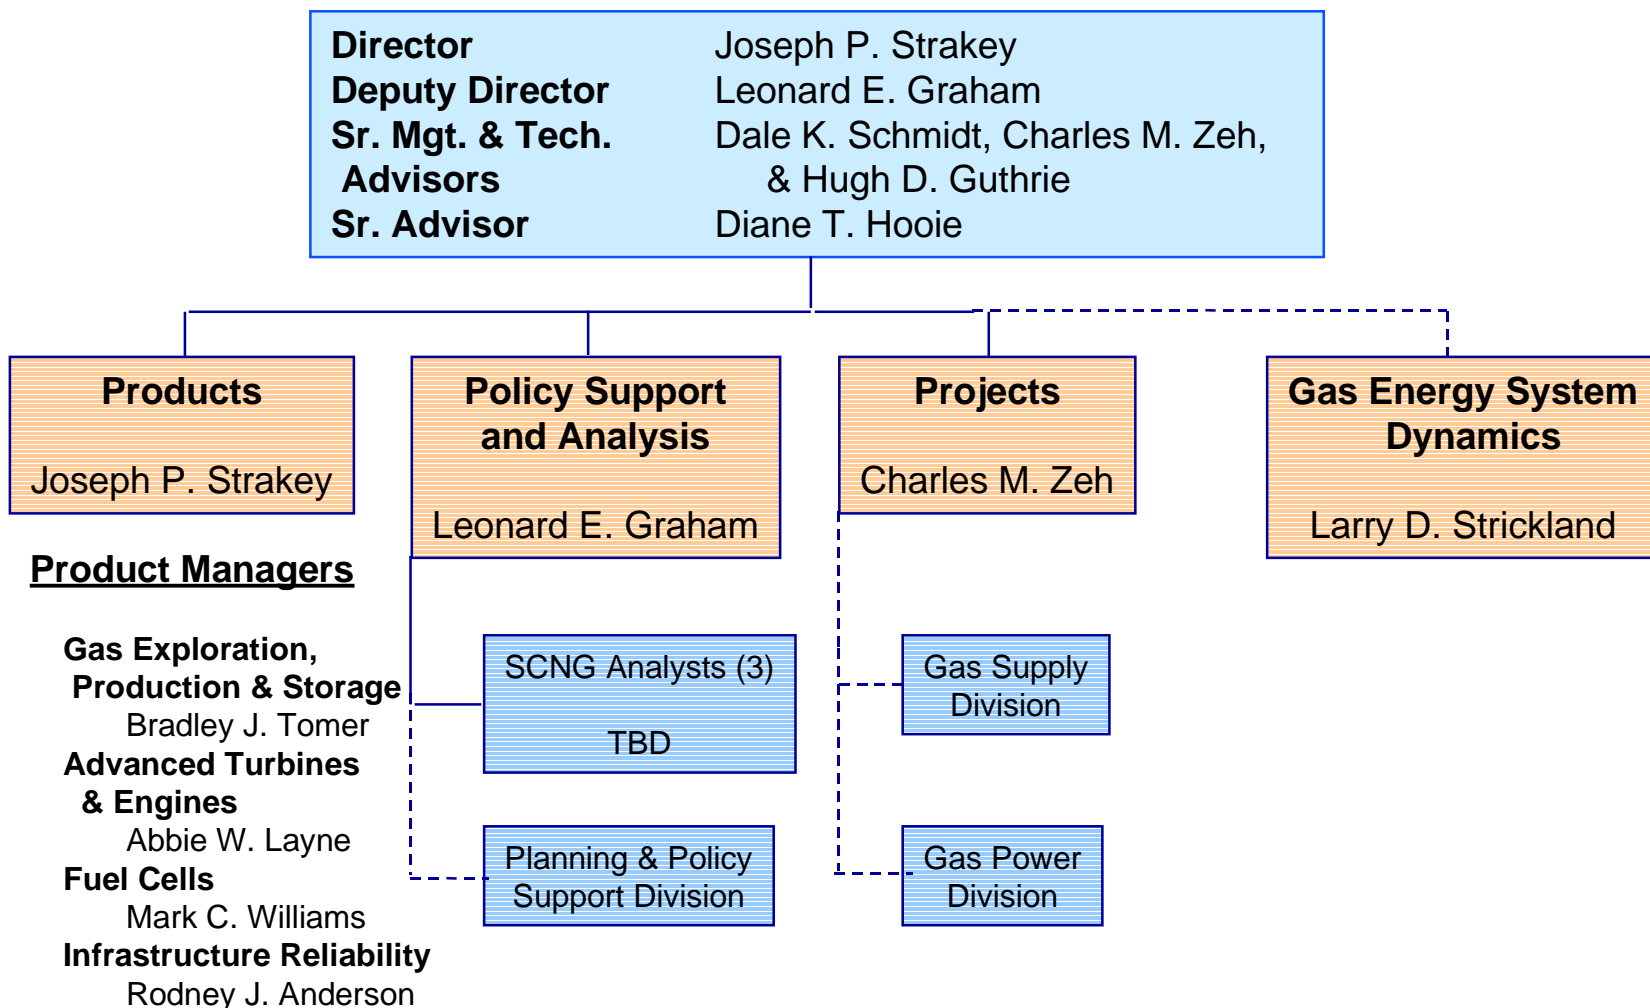 Director Joseph P. Strakey
Deputy Director Leonard E. Graham
Sr. Mgt. & Tech. Dale K. Schmidt, Charles M. Zeh,
Advisors & Hugh D. Guthrie
Sr. Advisor Diane T. Hooie
Products
Joseph P. Strakey
Policy Support
and Analysis
Leonard E. Graham
Projects
Charles M. Zeh
Gas Energy System
Dynamics
Larry D. Strickland
Product Managers
Gas Exploration,
Production & Storage
Bradley J. Tomer
Advanced Turbines
& Engines
Abbie W. Layne
Fuel Cells
Mark C. Williams
Infrastructure Reliability
Rodney J. Anderson
SCNG Analysts (3)
TBD
Planning & Policy
Support Division
Gas Supply
Division
Gas Power
Division